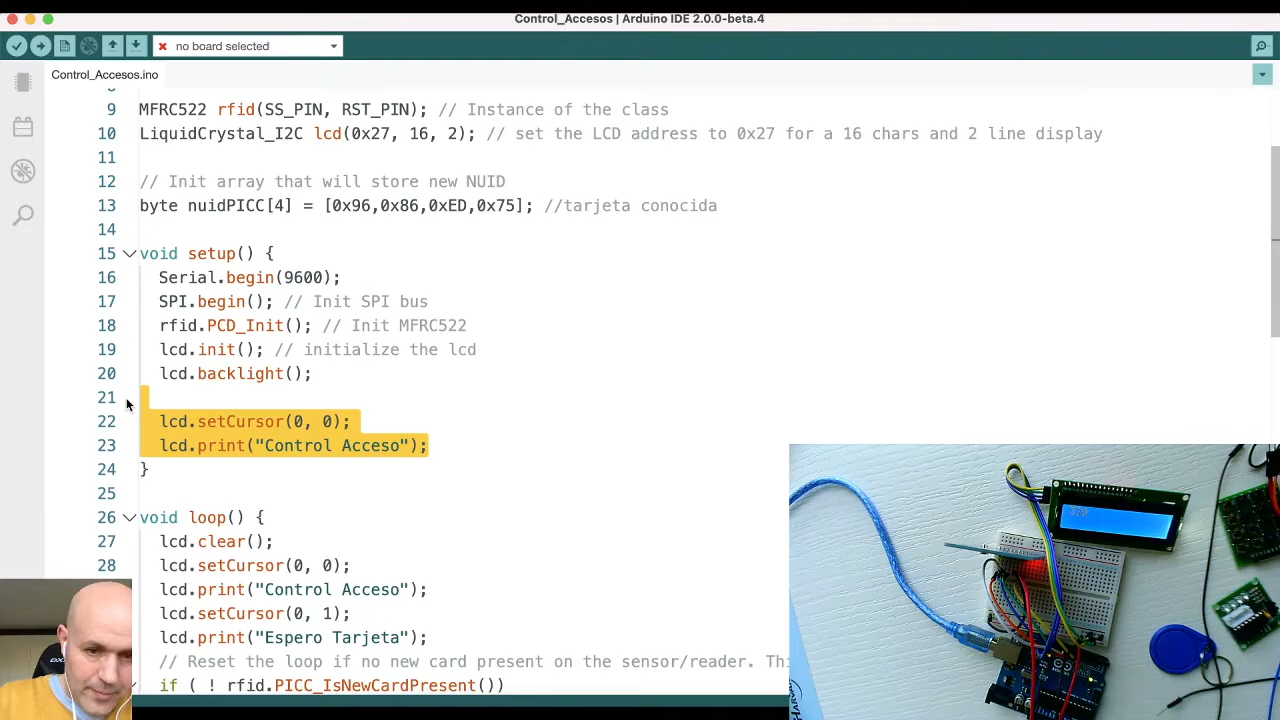 Control_Accesos | Arduino IDE 2.0.0-beta.4
no board selected
Control_Accesos.ino
9 MFRC522 rfid(SS_PIN, RST_PIN); // Instance of the class
10 LiquidCrystal_I2C lcd(0x27, 16, 2); // set the LCD address to 0x27 for a 16 chars and 2 line display
11
12 // Init array that will store new NUID
13 byte nuidPICC[4] = [0x96,0x86,0xED,0x75]; //tarjeta conocida
14
15 void setup() {
16 Serial.begin(9600);
17 SPI.begin(); // Init SPI bus
18 rfid.PCD_Init(); // Init MFRC522
19 lcd.init(); // initialize the lcd
20 lcd.backlight();
21
22 lcd.setCursor(0, 0);
23 lcd.print("Control Acceso");
24 }
25
26 void loop() {
27 lcd.clear();
28 lcd.setCursor(0, 0);
lcd.print("Control Acceso");
lcd.setCursor(0, 1);
lcd.print("Espero Tarjeta");
// Reset the loop if no new card present on the sensor/reader. Thi
if ( ! rfid.PICC_IsNewCardPresent())